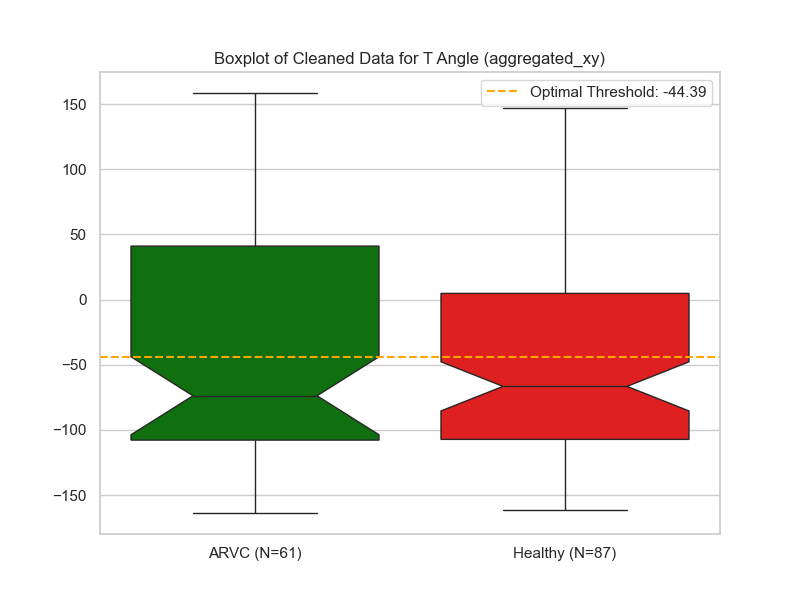 Boxplot of Cleaned Data for T Angle (aggregated_xy)
Optimal Threshold: -44.39
150
100
50
0
−50
−100
−150
ARVC (N=61)
Healthy (N=87)